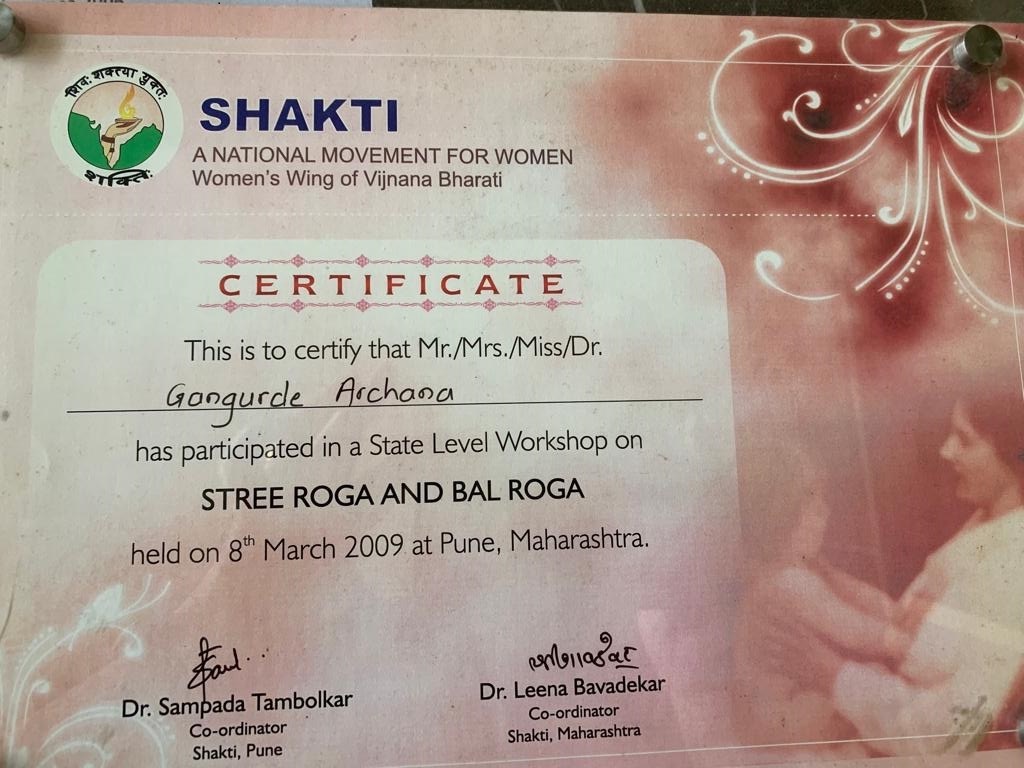 शिवः शक्त्या युक्तः
शक्तिः
SHAKTI
A NATIONAL MOVEMENT FOR WOMEN
Women's Wing of Vijnana Bharati
CERTIFICATE
This is to certify that Mr./Mrs./Miss/Dr.
Gangurde Archana
has participated in a State Level Workshop on
STREE ROGA AND BAL ROGA
held on 8th March 2009 at Pune, Maharashtra.
Dr. Sampada Tambolkar
Co-ordinator
Shakti, Pune
Dr. Leena Bavadekar
Co-ordinator
Shakti, Maharashtra